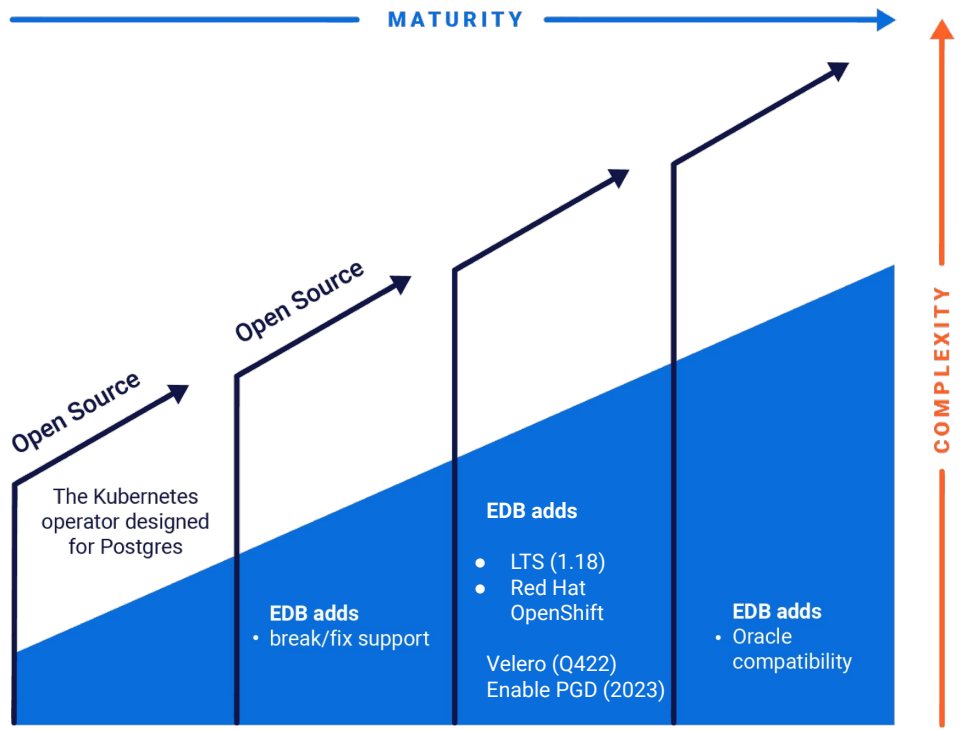 MATURITY
COMPLEXITY
Open Source
Open Source
The Kubernetes
operator designed
for Postgres
EDB adds
• break/fix support
EDB adds
● LTS (1.18)
● Red Hat
OpenShift
Velero (Q422)
Enable PGD (2023)
EDB adds
• Oracle
compatibility